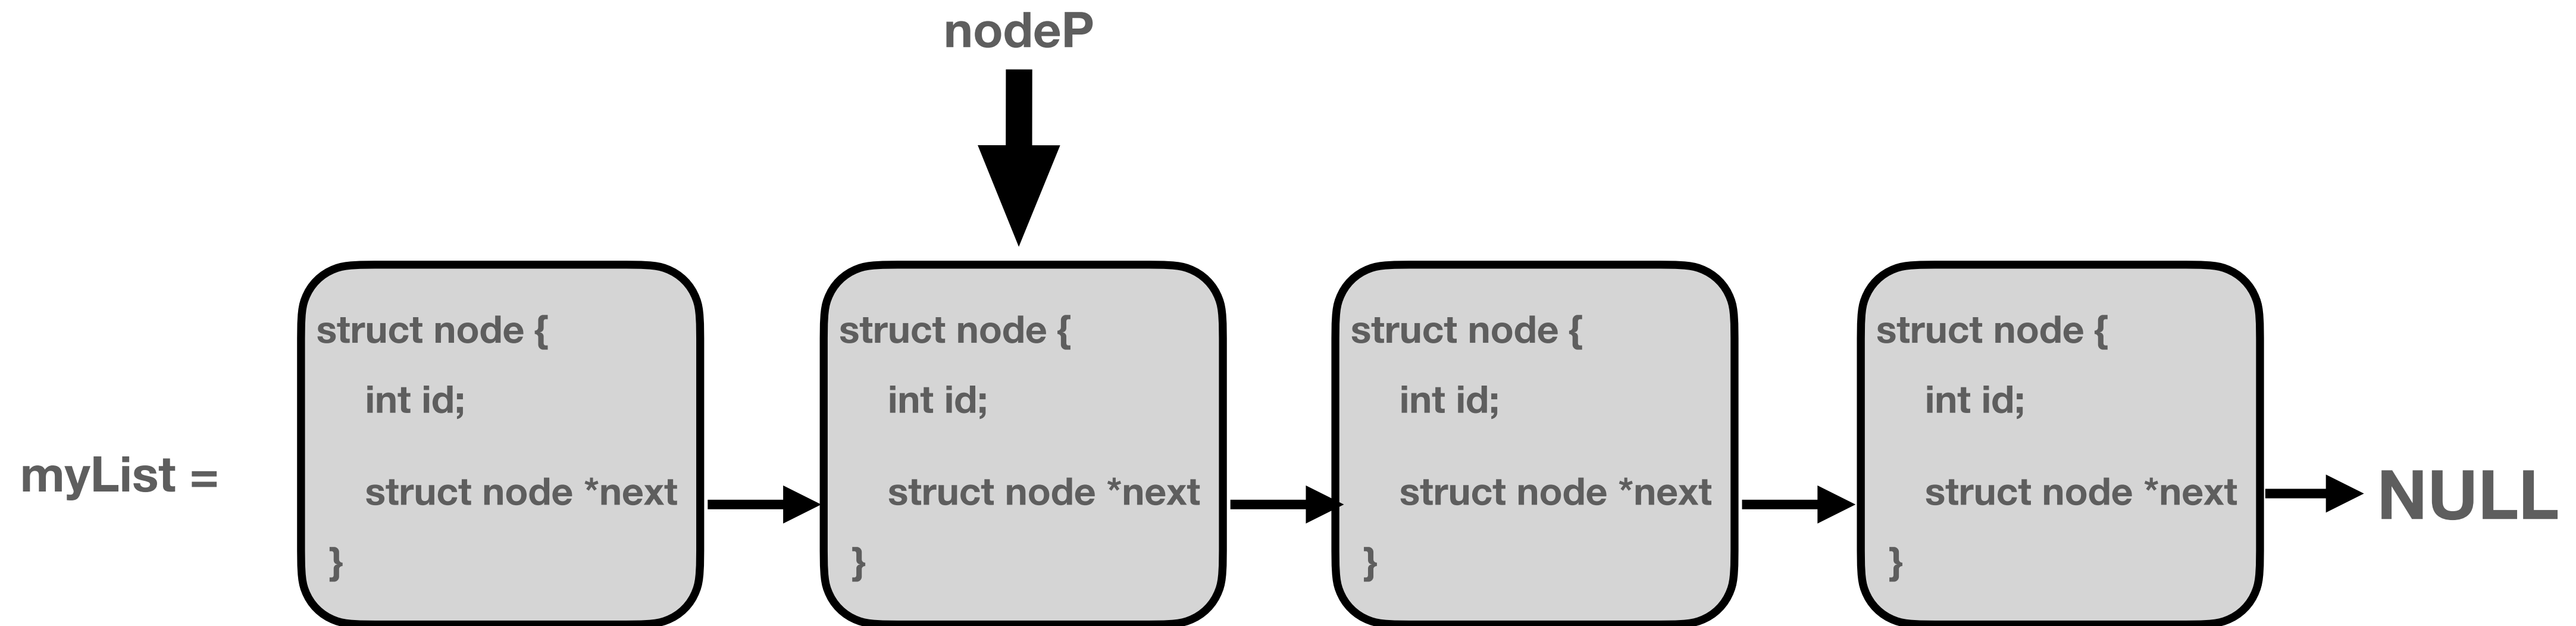 nodeP
myList =
struct node {
int id;
struct node *next
}
struct node {
int id;
struct node *next
}
struct node {
int id;
struct node *next
}
struct node {
int id;
struct node *next
}
NULL